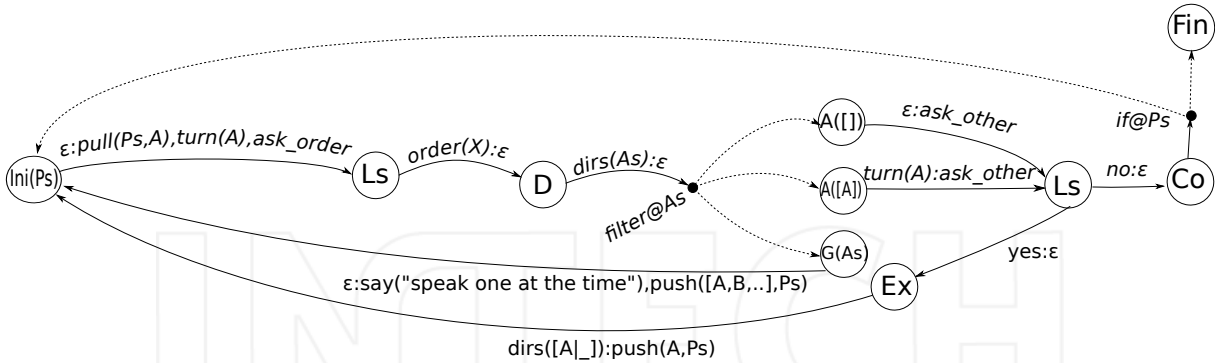 Fin
ε:ask_other
if@Ps
A([])
ε:pull(Ps,A),turn(A),ask_order
order(X):ε
dirs(As):ε
turn(A):ask_other
no:ε
Ini(Ps)
Ls
D
A([A])
Ls
Co
filter@As
G(As)
yes:ε
ε:say("speak one at the time"),push([A,B,..],Ps)
Ex
dirs([A|_]):push(A,Ps)
INTECH